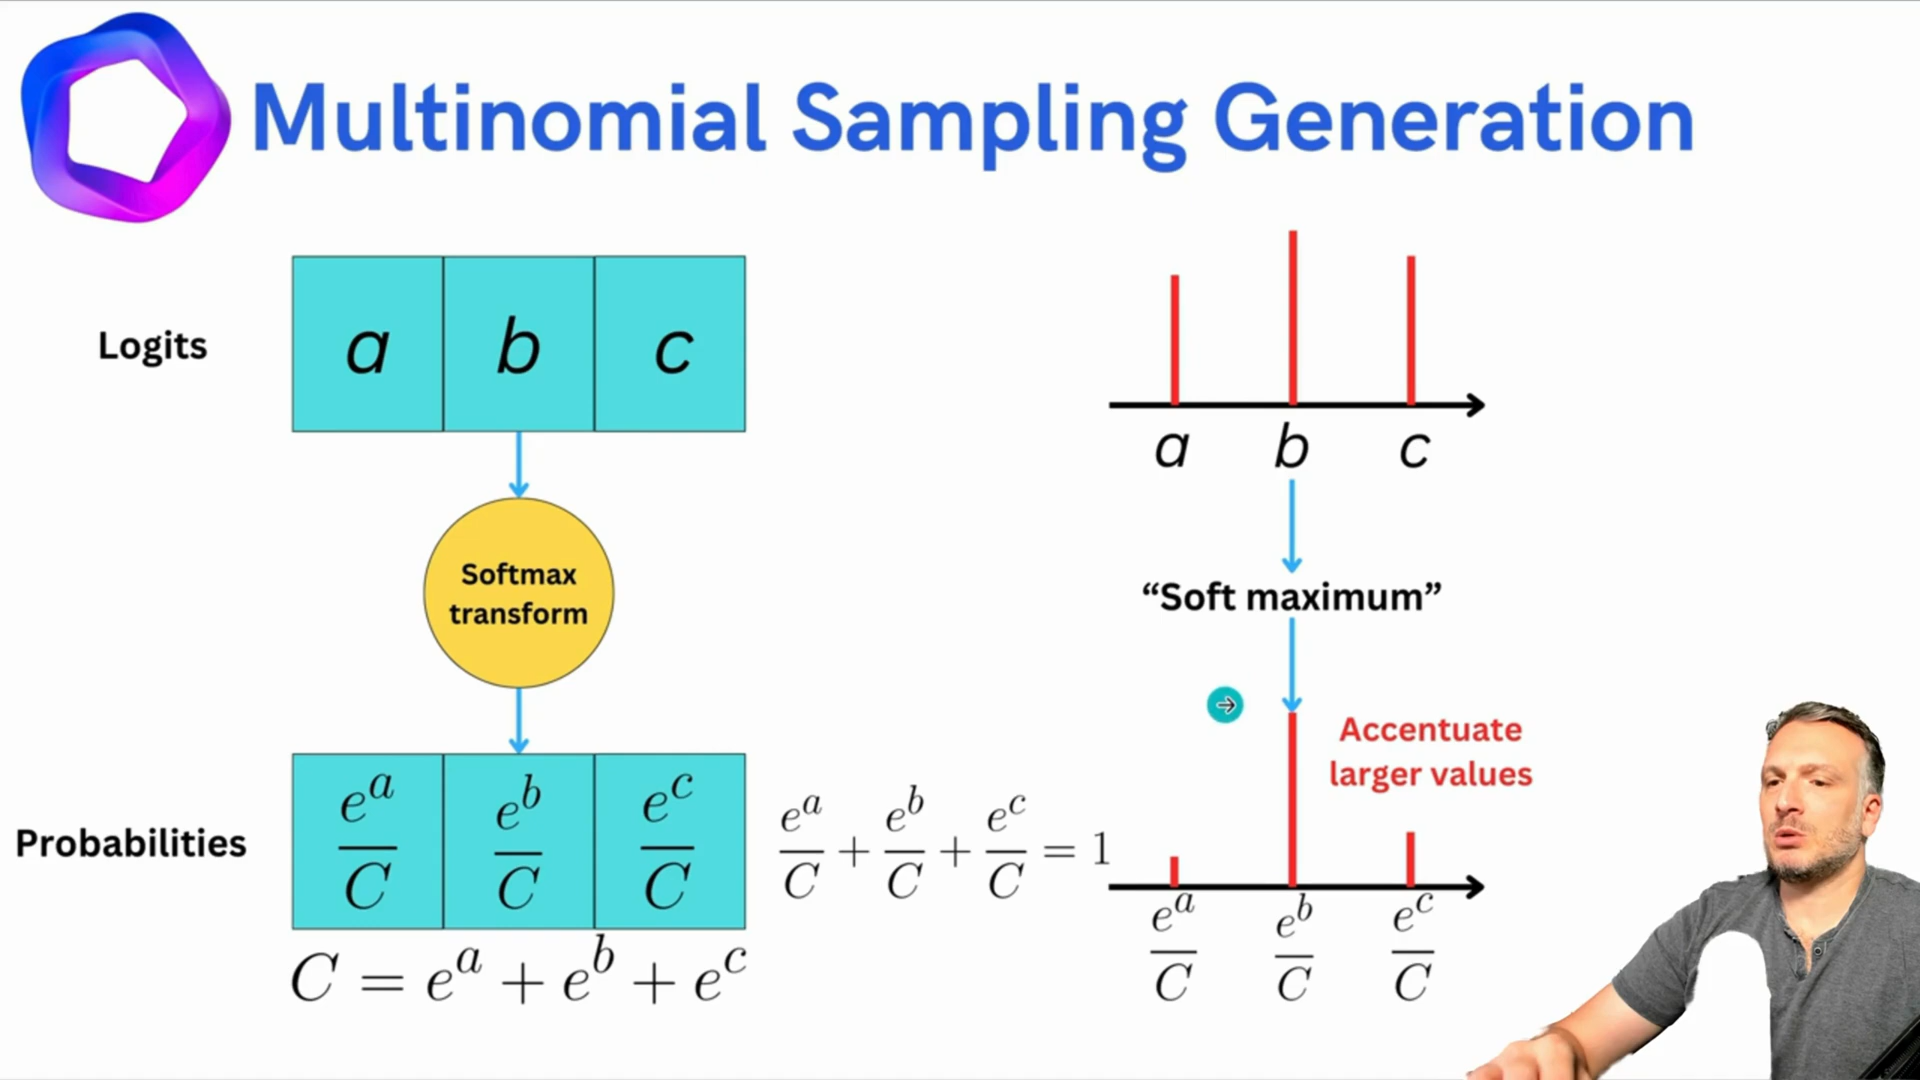 Multinomial Sampling Generation
Logits
a b c
Softmax
transform
Probabilities
e^a/C e^b/C e^c/C
e^a/C + e^b/C + e^c/C = 1
C = e^a + e^b + e^c
a b c
“Soft maximum”
Accentuate
larger values
e^a/C e^b/C e^c/C